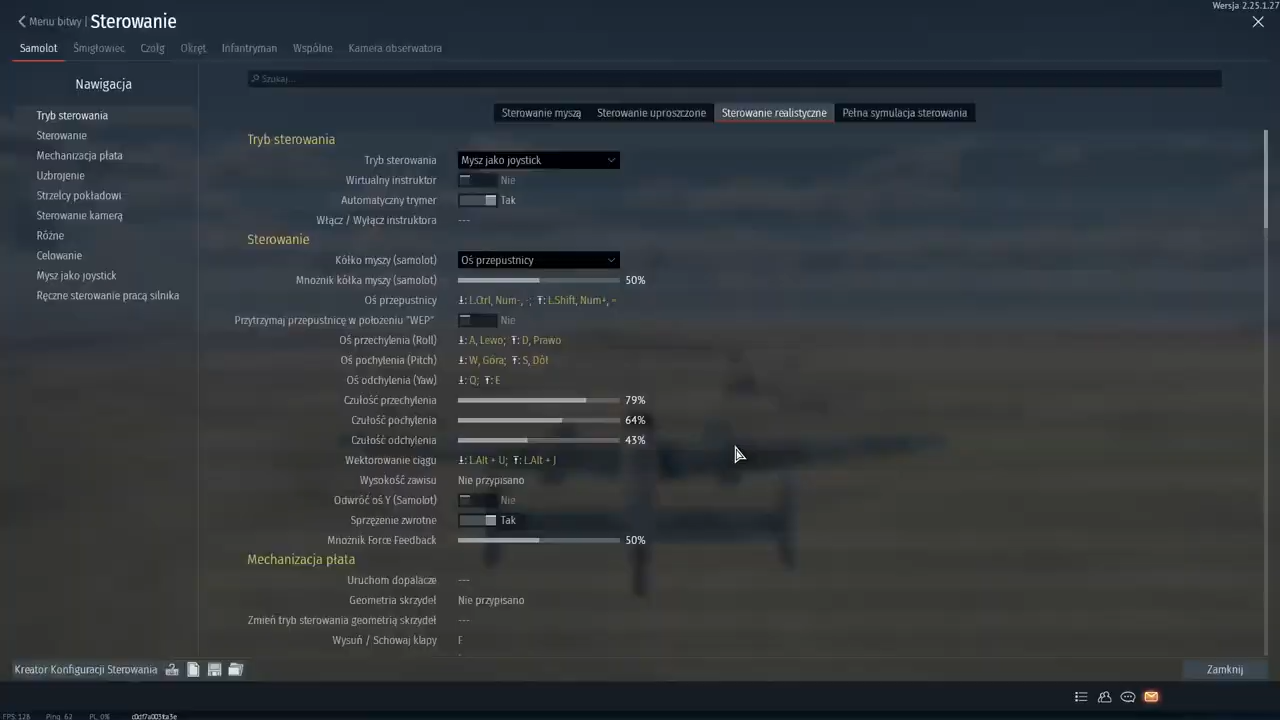 Wersja 2.25.1.27
Menu bitwy | Sterowanie
Samolot Śmigłowiec Czołg Okręt Infantryman Wspólne Kamera obserwatora
Nawigacja
Tryb sterowania
Sterowanie
Mechanizacja płata
Uzbrojenie
Strzelcy pokładowi
Sterowanie kamerą
Różne
Celowanie
Mysz jako joystick
Ręczne sterowanie pracą silnika
Szukaj...
Sterowanie myszą Sterowanie uproszczone Sterowanie realistyczne Pełna symulacja sterowania
Tryb sterowania
Tryb sterowania Mysz jako joystick
Wirtualny instruktor Nie
Automatyczny trymer Tak
Włącz / Wyłącz instruktora ---
Sterowanie
Kółko myszy (samolot) Oś przepustnicy
Mnoznik kółka myszy (samolot) 50%
Oś przepustnicy : L.Ctrl, Num-, -; : L.Shift, Num+, =
Przytrzymaj przepustnicę w położeniu "WEP" Nie
Oś przechylenia (Roll) : A, Lewo; : D, Prawo
Oś pochylenia (Pitch) : W, Góra; : S, Dół
Oś odchylenia (Yaw) : Q; : E
Czułość przechylenia 79%
Czułość pochylenia 64%
Czułość odchylenia 43%
Wektorowanie ciągu : L.Alt + U; : L.Alt + J
Wysokość zawisu Nie przypisano
Odwróć oś Y (Samolot) Nie
Sprzężenie zwrotne Tak
Mnożnik Force Feedback 50%
Mechanizacja płata
Uruchom dopalacze ---
Geometria skrzydeł Nie przypisano
Zmień tryb sterowania geometrią skrzydeł ---
Wysuń / Schowaj klapy F
Kreator Konfiguracji Sterowania
Zamknij
FPS: 126 Ping: 62 PL: 0%